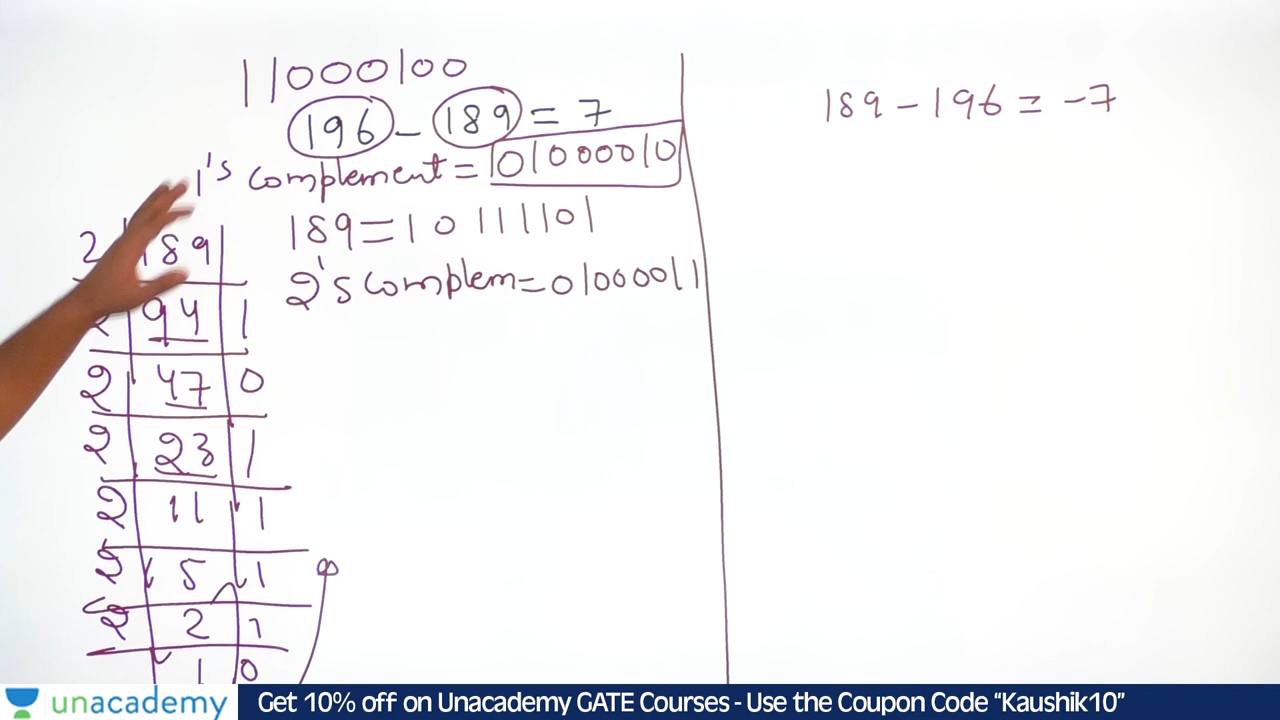 11000100
196 - 189 = 7
189 - 196 = -7
1's complement = 01000010
189 = 10111101
2's complem = 01000011
2 189
2 94 1
2 47 0
2 23 1
2 11 1
2 5 1
2 2 1
1 0
unacademy
Get 10% off on Unacademy GATE Courses - Use the Coupon Code “Kaushik10”